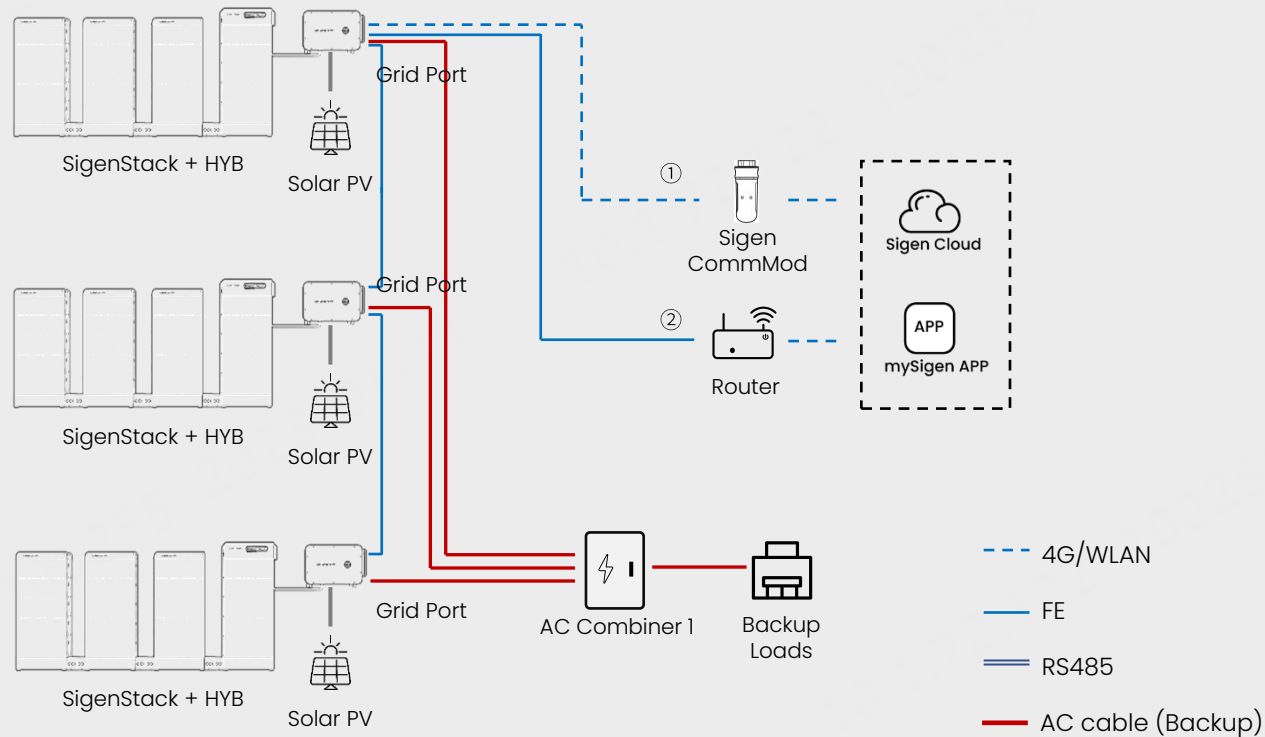 Grid Port
SigenStack + HYB
Solar PV
①
Sigen
CommMod
Sigen Cloud
Grid Port
②
APP
mySigen APP
Router
SigenStack + HYB
Solar PV
4G/WLAN
Grid Port
FE
AC Combiner 1
Backup
Loads
RS485
SigenStack + HYB
Solar PV
AC cable (Backup)